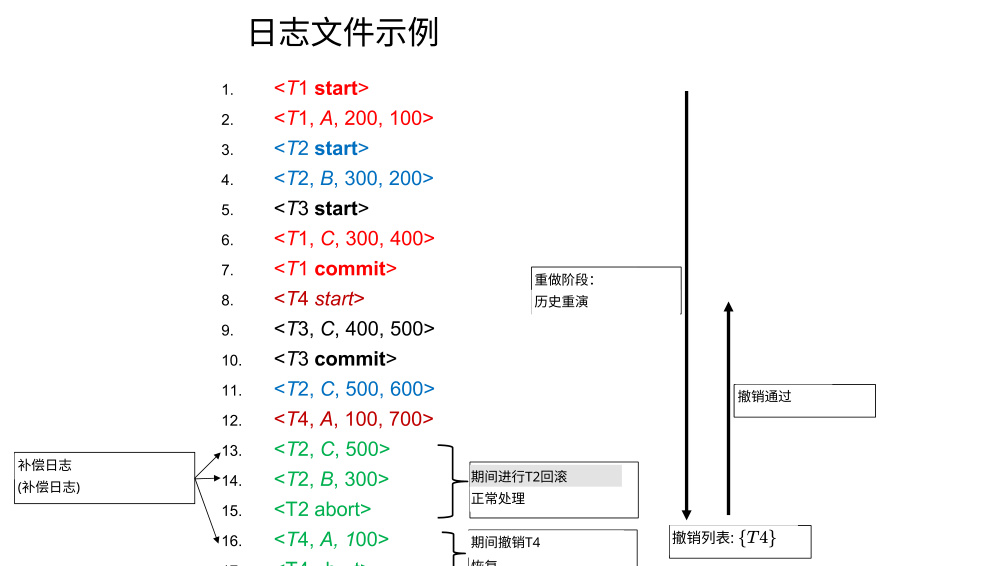 日志文件示例
1. <T1 start>
2. <T1, A, 200, 100>
3. <T2 start>
4. <T2, B, 300, 200>
5. <T3 start>
6. <T1, C, 300, 400>
7. <T1 commit>
8. <T4 start>
9. <T3, C, 400, 500>
10. <T3 commit>
11. <T2, C, 500, 600>
12. <T4, A, 100, 700>
13. <T2, C, 500>
14. <T2, B, 300>
15. <T2 abort>
16. <T4, A, 100>
重做阶段：
历史重演
撤销通过
补偿日志
(补偿日志)
期间进行T2回滚
正常处理
撤销列表: {T4}
期间撤销T4